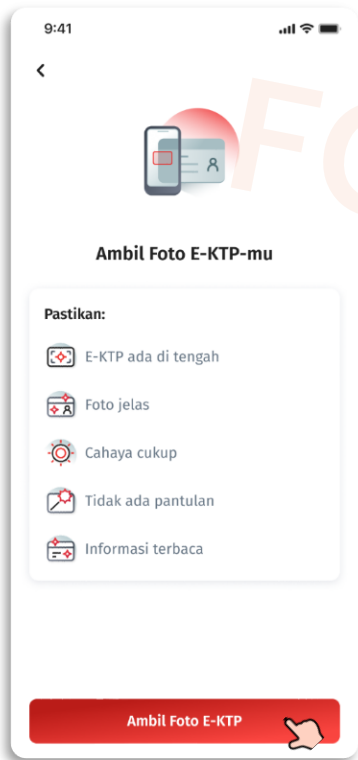 9:41
Ambil Foto E-KTP-mu
Pastikan:
E-KTP ada di tengah
Foto jelas
Cahaya cukup
Tidak ada pantulan
Informasi terbaca
Ambil Foto E-KTP